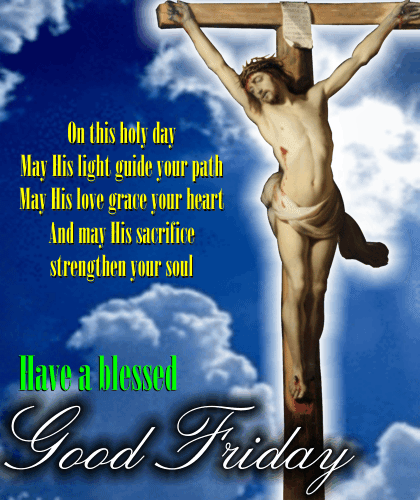 On this holy day
May His light guide your path
May His love grace your heart
And may His sacrifice
strengthen your soul
Have a blessed
Good Friday